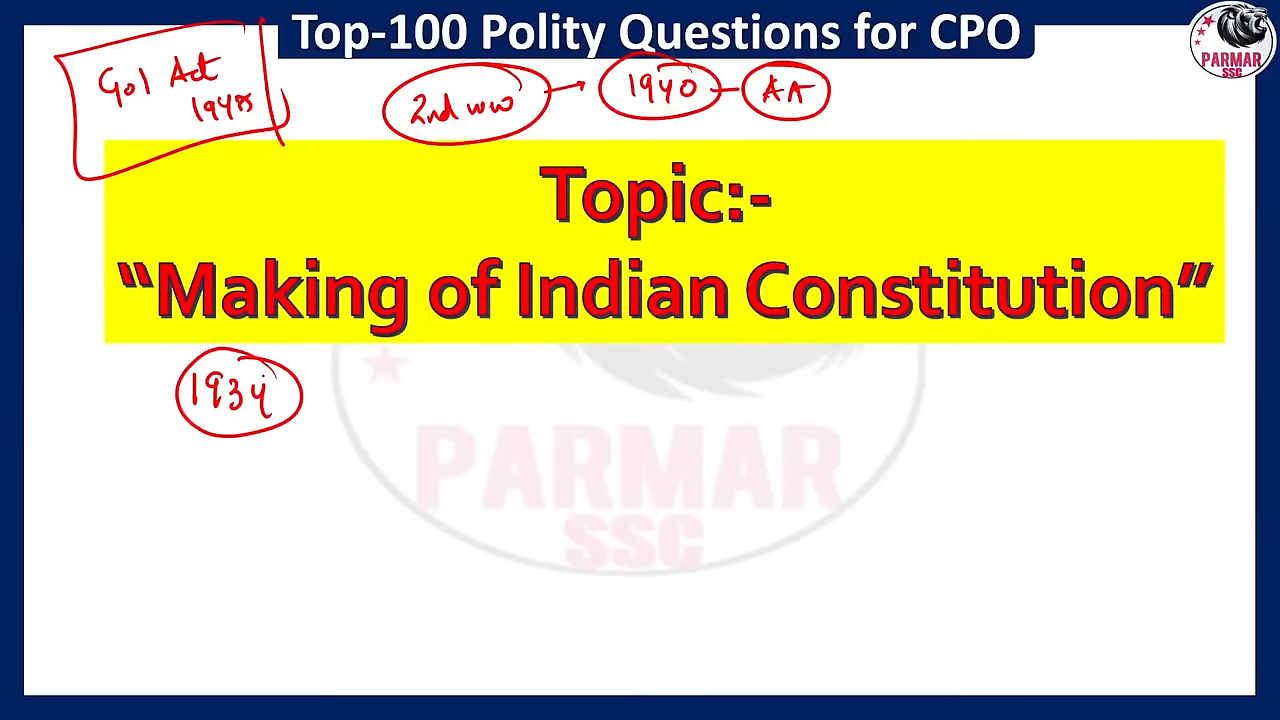 Top-100 Polity Questions for CPO
PARMAR
SSC
GoI Act
2nd ww
1940
AA
Topic:-
“Making of Indian Constitution”
1934
PARMAR
SSC